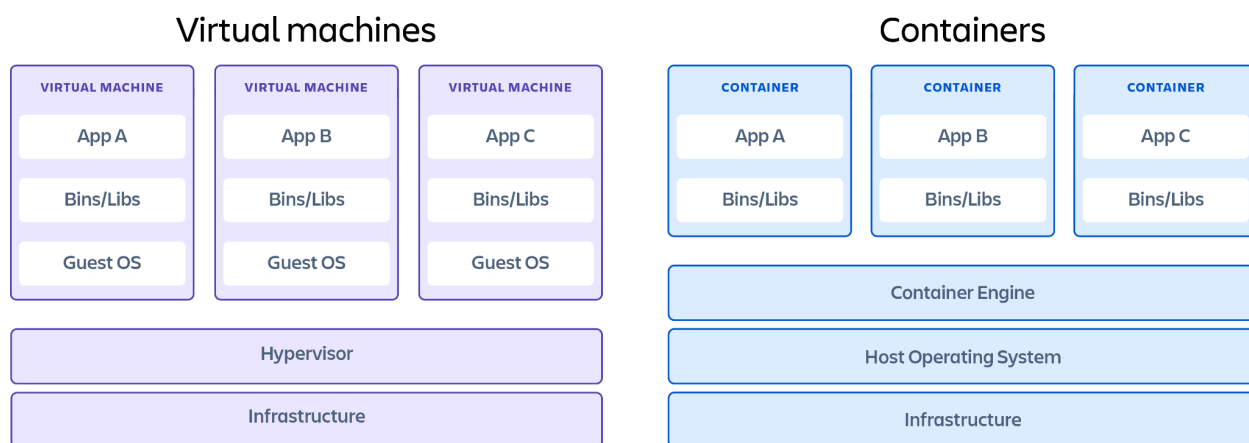 Virtual machines
VIRTUAL MACHINE
App A
Bins/Libs
Guest OS
VIRTUAL MACHINE
App B
Bins/Libs
Guest OS
VIRTUAL MACHINE
App C
Bins/Libs
Guest OS
Hypervisor
Infrastructure
Containers
CONTAINER
App A
Bins/Libs
CONTAINER
App B
Bins/Libs
CONTAINER
App C
Bins/Libs
Container Engine
Host Operating System
Infrastructure